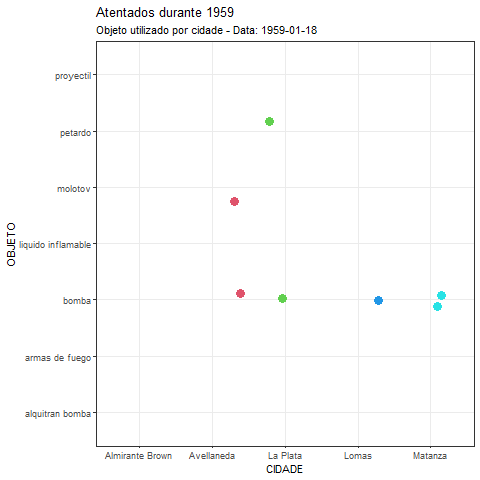 Atentados durante 1959
Objeto utilizado por cidade - Data: 1959-01-18
proyectil
petardo
molotov
liquido inflamable
bomba
armas de fuego
alquitran bomba
OBJETO
Almirante Brown
Avellaneda
La Plata
Lomas
Matanza
CIDADE